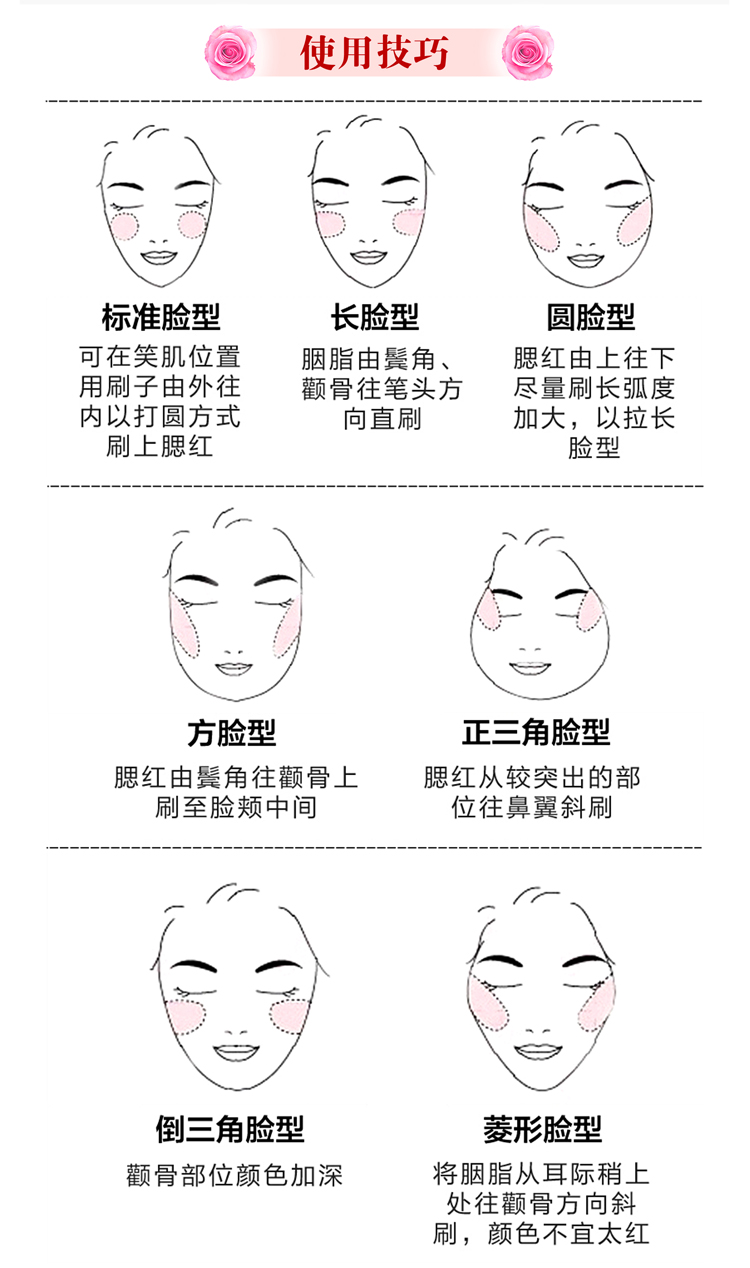 使用技巧
标准脸型
可在笑肌位置
用刷子由外往
内以打圆方式
刷上腮红
长脸型
胭脂由鬓角、
颧骨往笔头方
向直刷
圆脸型
腮红由上往下
尽量刷长弧度
加大，以拉长
脸型
方脸型
腮红由鬓角往颧骨上
刷至脸颊中间
正三角脸型
腮红从较突出的部
位往鼻翼斜刷
倒三角脸型
颧骨部位颜色加深
菱形脸型
将胭脂从耳际稍上
处往颧骨方向斜
刷，颜色不宜太红